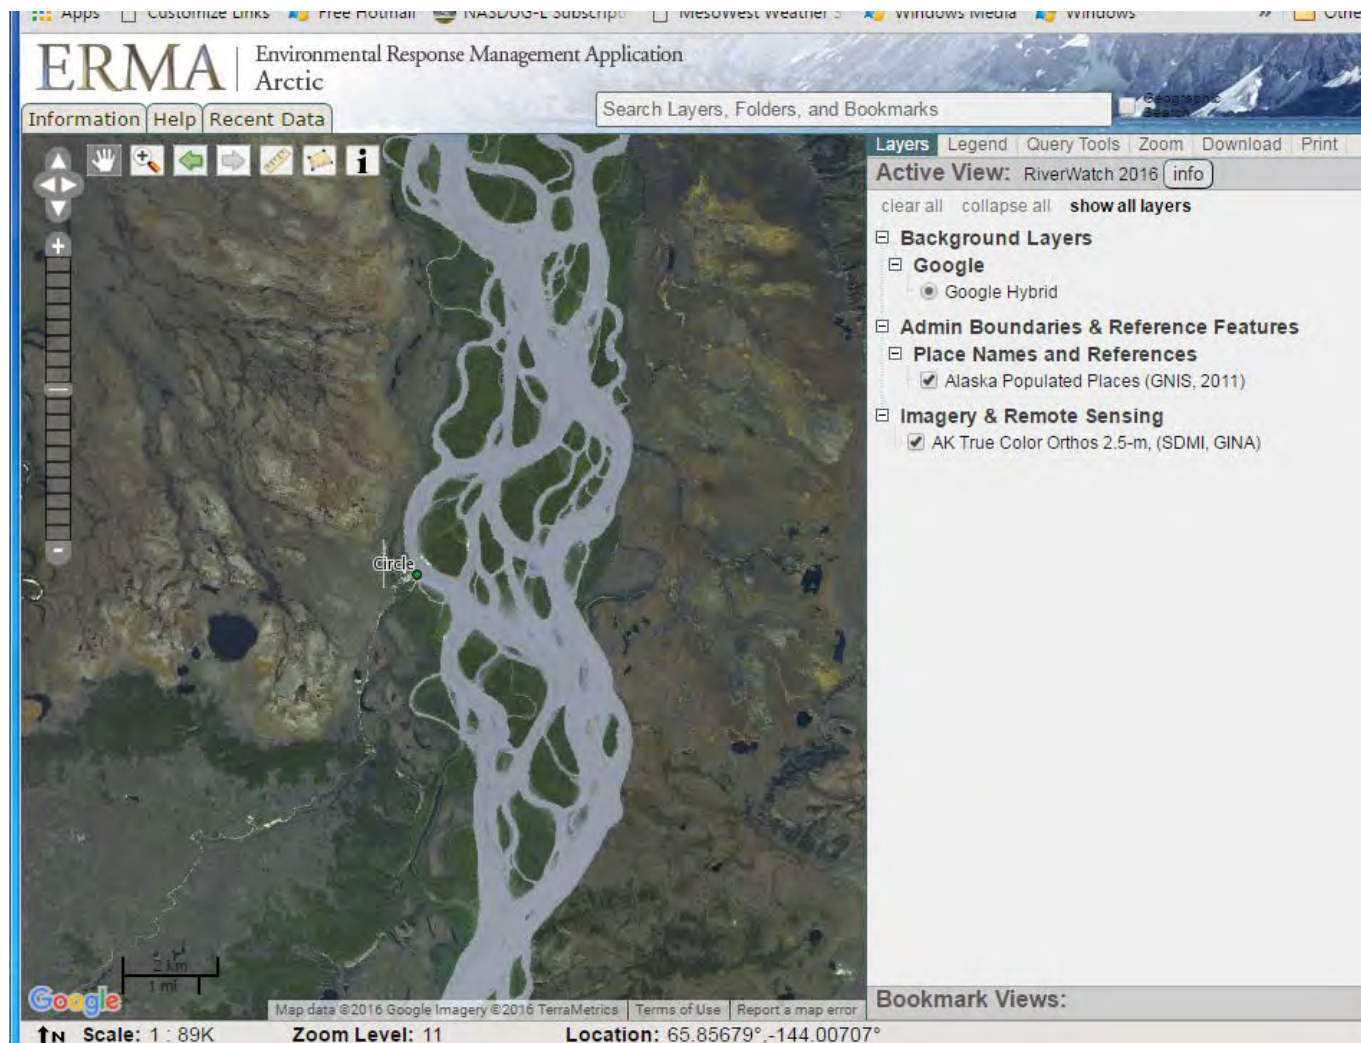 Apps Customize Links Free Hotmail NASDUG-L Subscripti MesoWest Weather S Windows Media Windows » Othe
ERMA Environmental Response Management Application
Arctic
Search Layers, Folders, and Bookmarks Geographic
Search
Information Help Recent Data
Layers Legend Query Tools Zoom Download Print
Active View: RiverWatch 2016 info
clear all collapse all show all layers
Background Layers
Google
Google Hybrid
Admin Boundaries & Reference Features
Place Names and References
Alaska Populated Places (GNIS, 2011)
Imagery & Remote Sensing
AK True Color Orthos 2.5-m, (SDMI, GINA)
Circle
2 km
1 mi
Google
Map data ©2016 Google Imagery ©2016 TerraMetrics Terms of Use Report a map error
Bookmark Views:
N Scale: 1 : 89K Zoom Level: 11 Location: 65.85679°,-144.00707°